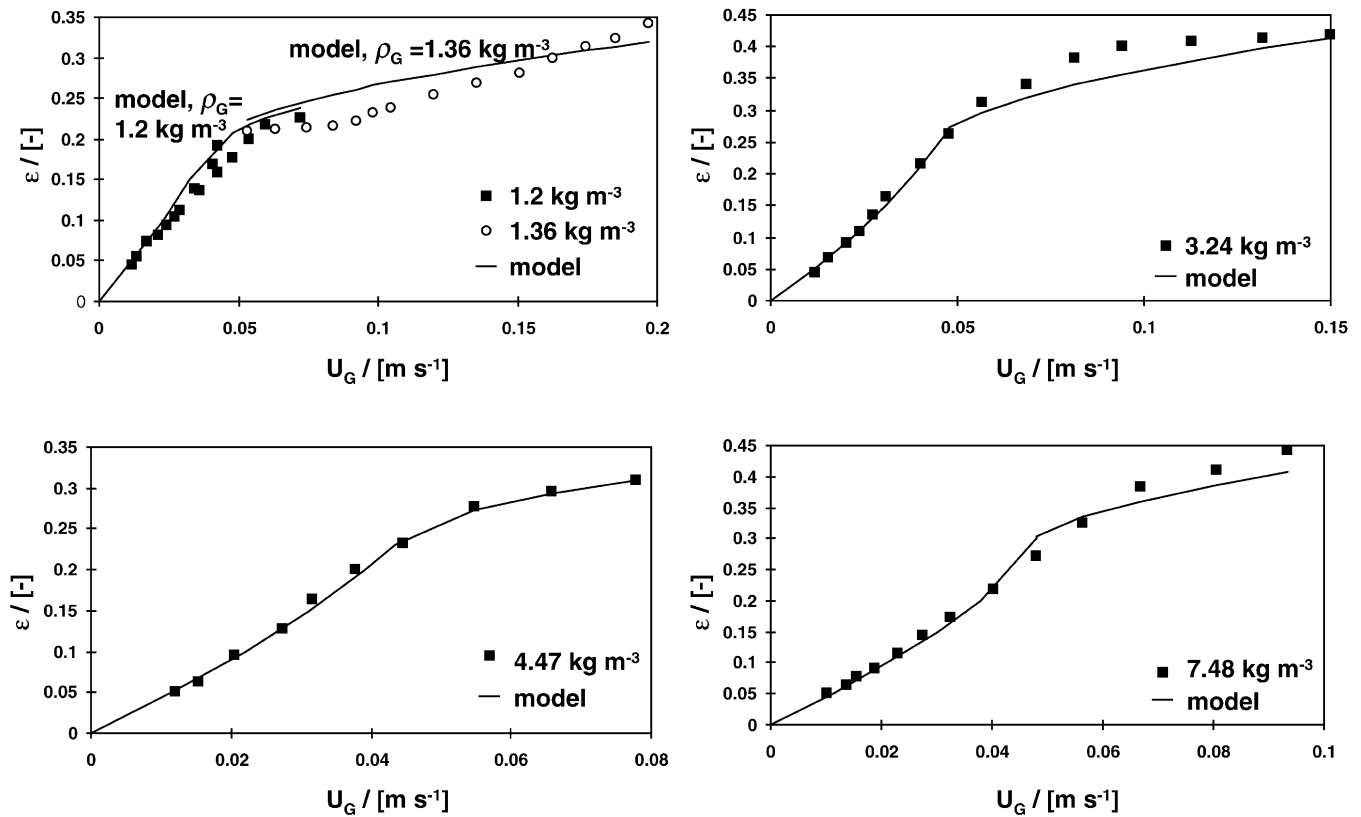 0.35
0.3
0.25
0.2
0.15
0.1
0.05
0
ε / [-]
model, ρG =1.36 kg m-3
model, ρG=
1.2 kg m-3
1.2 kg m-3
1.36 kg m-3
model
0 0.05 0.1 0.15 0.2
UG / [m s-1]
0.45
0.4
0.35
0.3
0.25
0.2
0.15
0.1
0.05
0
ε / [-]
3.24 kg m-3
model
0 0.05 0.1 0.15
UG / [m s-1]
0.35
0.3
0.25
0.2
0.15
0.1
0.05
0
ε / [-]
4.47 kg m-3
model
0 0.02 0.04 0.06 0.08
UG / [m s-1]
0.45
0.4
0.35
0.3
0.25
0.2
0.15
0.1
0.05
0
ε / [-]
7.48 kg m-3
model
0 0.02 0.04 0.06 0.08 0.1
UG / [m s-1]